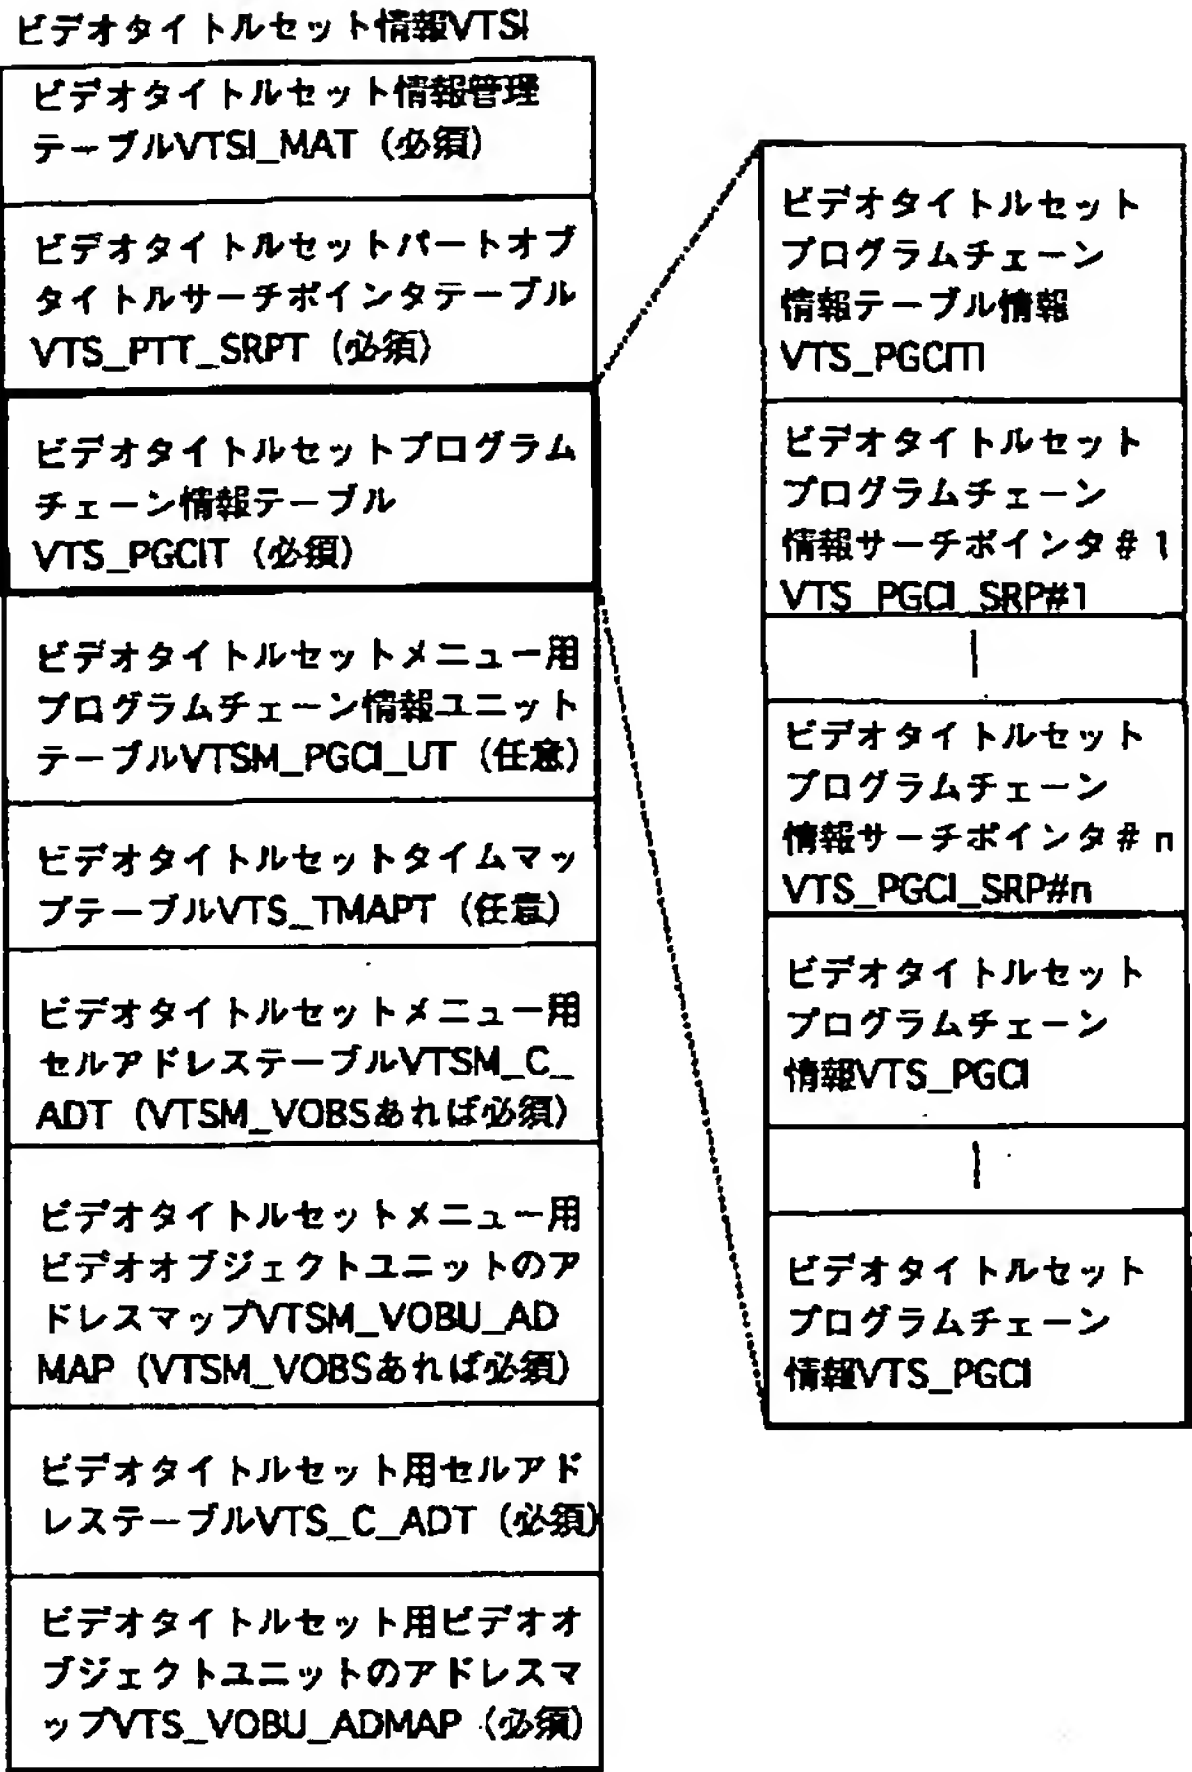 ビデオタイトルセット情報VTSI
ビデオタイトルセット情報管理
テーブルVTSI_MAT（必須）
ビデオタイトルセットパートオブ
タイトルサーチポインタテーブル
VTS_PTT_SRPT（必須）
ビデオタイトルセットプログラム
チェーン情報テーブル
VTS_PGCIT（必須）
ビデオタイトルセットメニュー用
プログラムチェーン情報ユニット
テーブルVTSM_PGCI_UT（任意）
ビデオタイトルセットタイムマッ
プテーブルVTS_TMAPT（任意）
ビデオタイトルセットメニュー用
セルアドレステーブルVTSM_C_
ADT（VTSM_VOBSあれば必須）
ビデオタイトルセットメニュー用
ビデオオブジェクトユニットのア
ドレスマップVTSM_VOBU_AD
MAP（VTSM_VOBSあれば必須）
ビデオタイトルセット用セルアド
レステーブルVTS_C_ADT（必須）
ビデオタイトルセット用ビデオオ
ブジェクトユニットのアドレスマ
ップVTS_VOBU_ADMAP（必須）
ビデオタイトルセット
プログラムチェーン
情報テーブル情報
VTS_PGCITI
ビデオタイトルセット
プログラムチェーン
情報サーチポインタ＃1
VTS_PGCI_SRP#1
ビデオタイトルセット
プログラムチェーン
情報サーチポインタ＃n
VTS_PGCI_SRP#n
ビデオタイトルセット
プログラムチェーン
情報VTS_PGCI
ビデオタイトルセット
プログラムチェーン
情報VTS_PGCI